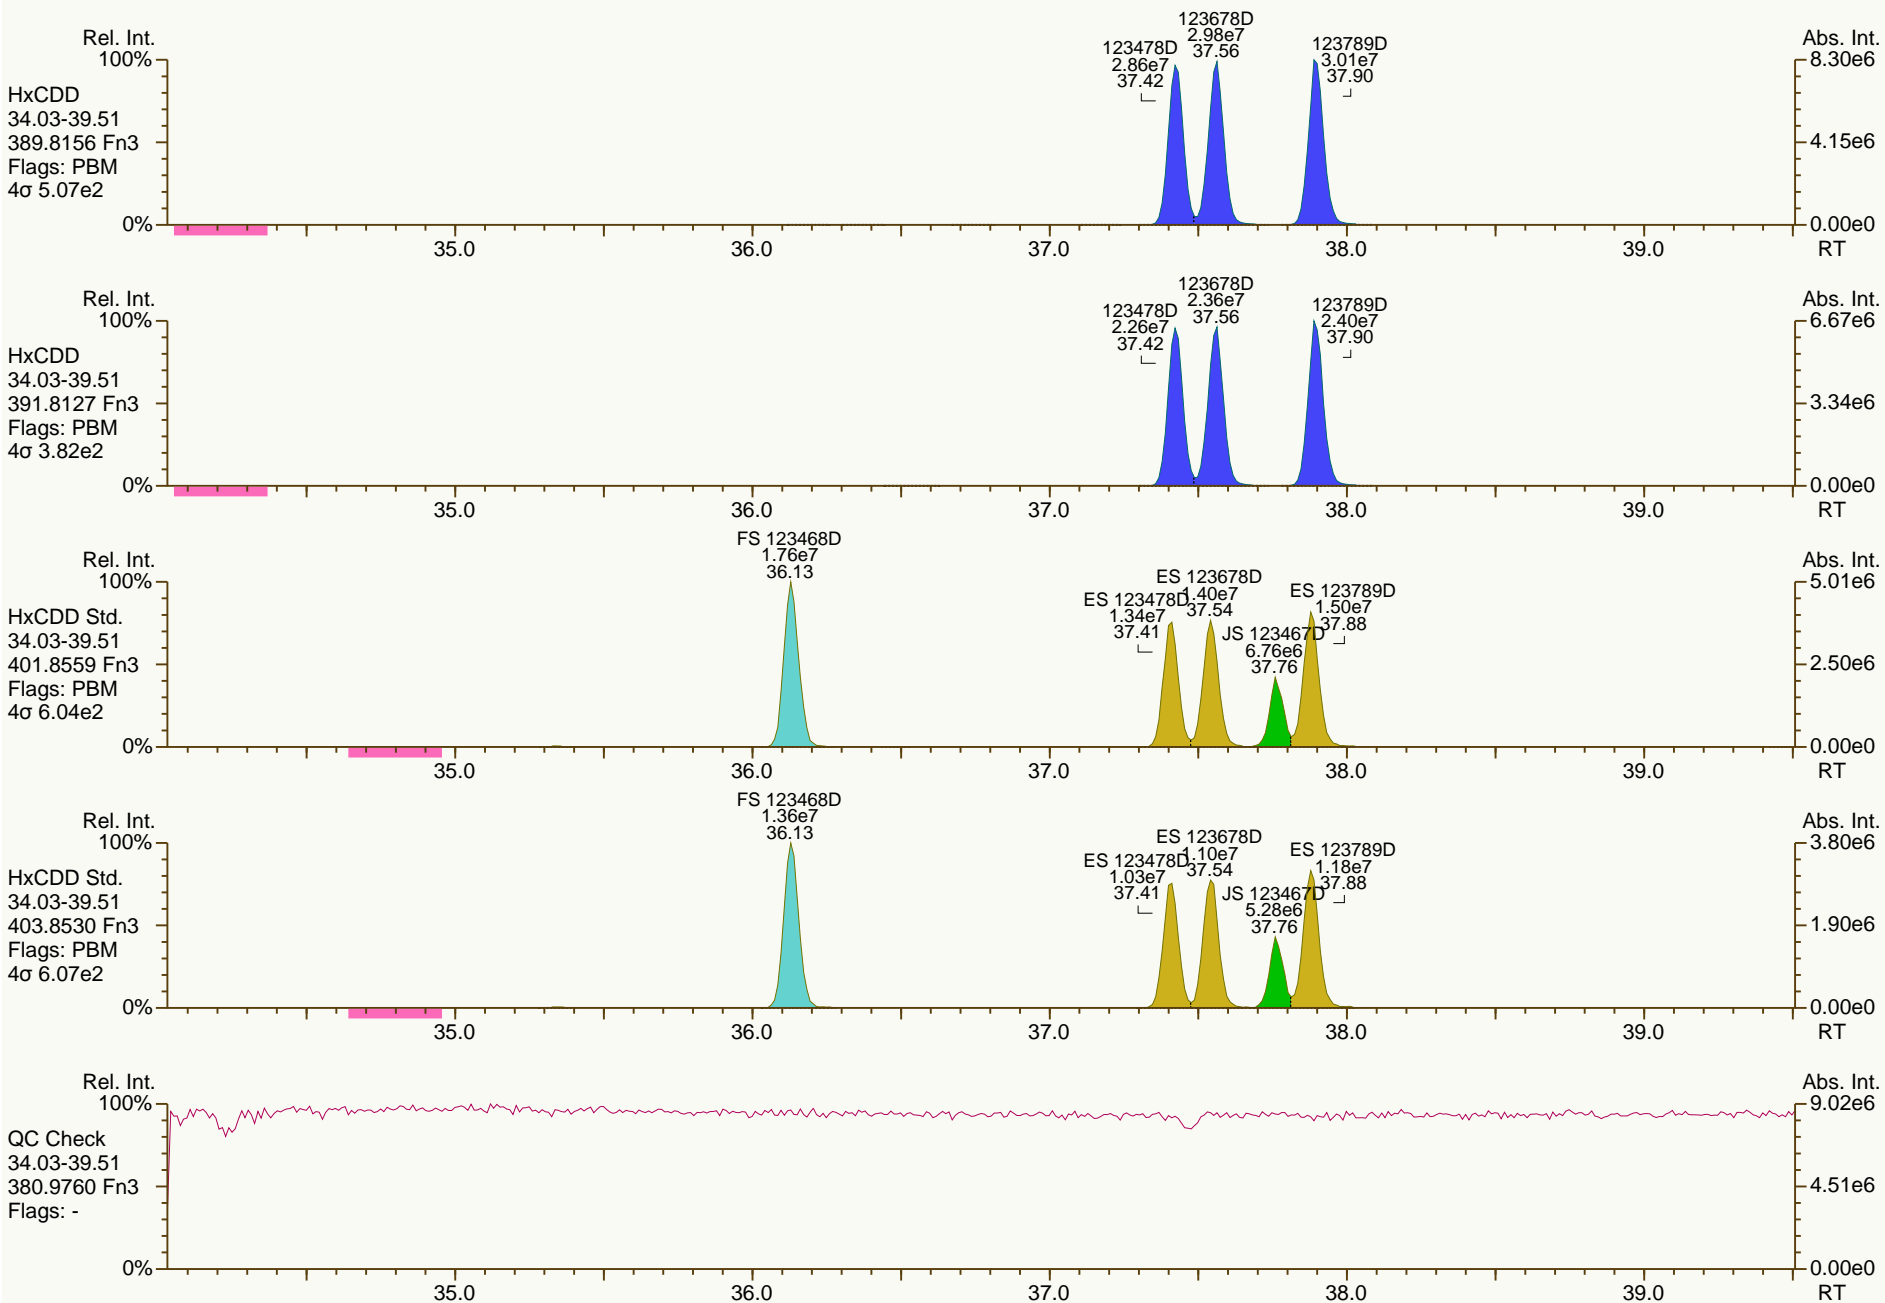 Rel. Int.
100%
0%
HxCDD
34.03-39.51
389.8156 Fn3
Flags: PBM
4σ 5.07e2
123478D
2.86e7
37.42
123678D
2.98e7
37.56
123789D
3.01e7
37.90
Abs. Int.
8.30e6
4.15e6
0.00e0
35.0 36.0 37.0 38.0 39.0 RT
Rel. Int.
100%
0%
HxCDD
34.03-39.51
391.8127 Fn3
Flags: PBM
4σ 3.82e2
123478D
2.26e7
37.42
123678D
2.36e7
37.56
123789D
2.40e7
37.90
Abs. Int.
6.67e6
3.34e6
0.00e0
35.0 36.0 37.0 38.0 39.0 RT
Rel. Int.
100%
0%
HxCDD Std.
34.03-39.51
401.8559 Fn3
Flags: PBM
4σ 6.04e2
FS 123468D
1.76e7
36.13
ES 123478D
1.34e7
37.41
ES 123678D
1.40e7
37.54
JS 123467D
6.76e6
37.76
ES 123789D
1.50e7
37.88
Abs. Int.
5.01e6
2.50e6
0.00e0
35.0 36.0 37.0 38.0 39.0 RT
Rel. Int.
100%
0%
HxCDD Std.
34.03-39.51
403.8530 Fn3
Flags: PBM
4σ 6.07e2
FS 123468D
1.36e7
36.13
ES 123478D
1.03e7
37.41
ES 123678D
1.10e7
37.54
JS 123467D
5.28e6
37.76
ES 123789D
1.18e7
37.88
Abs. Int.
3.80e6
1.90e6
0.00e0
35.0 36.0 37.0 38.0 39.0 RT
Rel. Int.
100%
0%
QC Check
34.03-39.51
380.9760 Fn3
Flags: -
Abs. Int.
9.02e6
4.51e6
0.00e0
35.0 36.0 37.0 38.0 39.0 RT